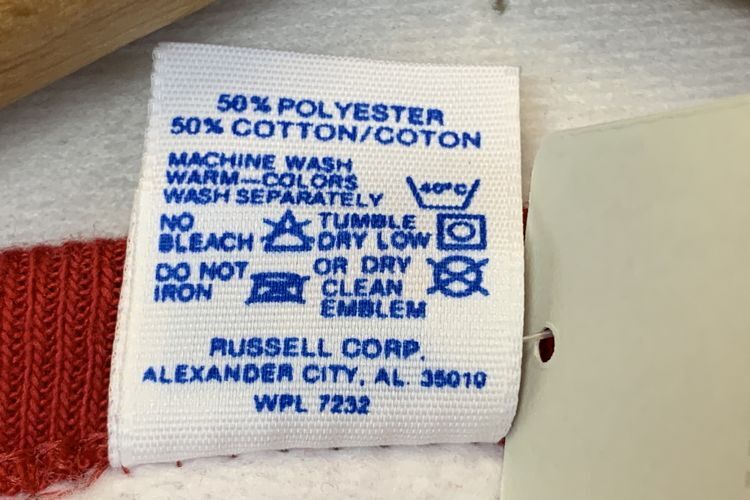 50% POLYESTER
50% COTTON/COTON
MACHINE WASH
WARM—COLORS
WASH SEPARATELY
40°C
NO
BLEACH
TUMBLE
DRY LOW
DO NOT
IRON
OR DRY
CLEAN
EMBLEM
RUSSELL CORP.
ALEXANDER CITY, AL. 35010
WPL 7232